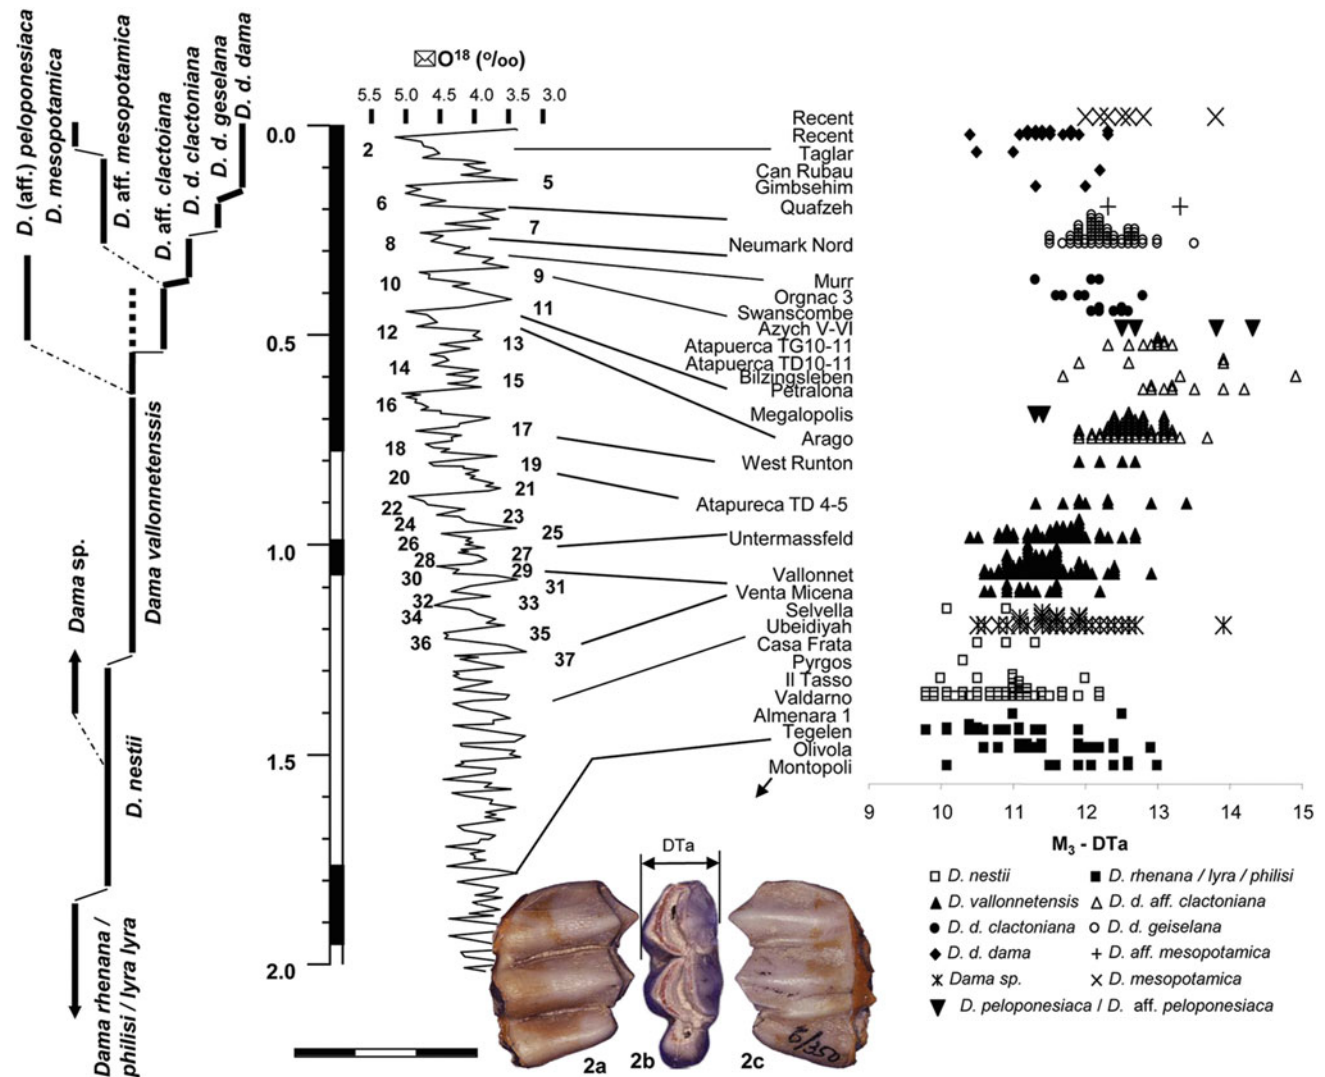 D. (aff.) peloponesiaca
D. mesopotamica
D. aff. mesopotamica
D. aff. clactoiana
D. d. clactoniana
D. d. geselana
D. d. dama
Dama sp.
Dama vallonnetenssis
D. nestii
Dama rhenana /
philisi / lyra lyra
O¹⁸ (º/oo)
5.5 5.0 4.5 4.0 3.5 3.0
0.0
0.5
1.0
1.5
2.0
2
5
6
7
8
9
10
11
12
13
14
15
16
17
18
19
20
21
22
23
24
25
26
27
28
29
30
31
32
33
34
35
36
37
Recent
Recent
Taglar
Can Rubau
Gimbsehim
Quafzeh
Neumark Nord
Murr
Orgnac 3
Swanscombe
Azych V-VI
Atapuerca TG10-11
Atapuerca TD10-11
Bilzingsleben
Petralona
Megalopolis
Arago
West Runton
Atapureca TD 4-5
Untermassfeld
Vallonnet
Venta Micena
Selvella
Ubeidiyah
Casa Frata
Pyrgos
Il Tasso
Valdarno
Almenara 1
Tegelen
Olivola
Montopoli
9 10 11 12 13 14 15
M₃ - DTa
D. nestii
D. rhenana / lyra / philisi
D. vallonnetensis
D. d. aff. clactoniana
D. d. clactoniana
D. d. geiselana
D. d. dama
D. aff. mesopotamica
Dama sp.
D. mesopotamica
D. peloponesiaca / D. aff. peloponesiaca
DTa
2a 2b 2c
6/350